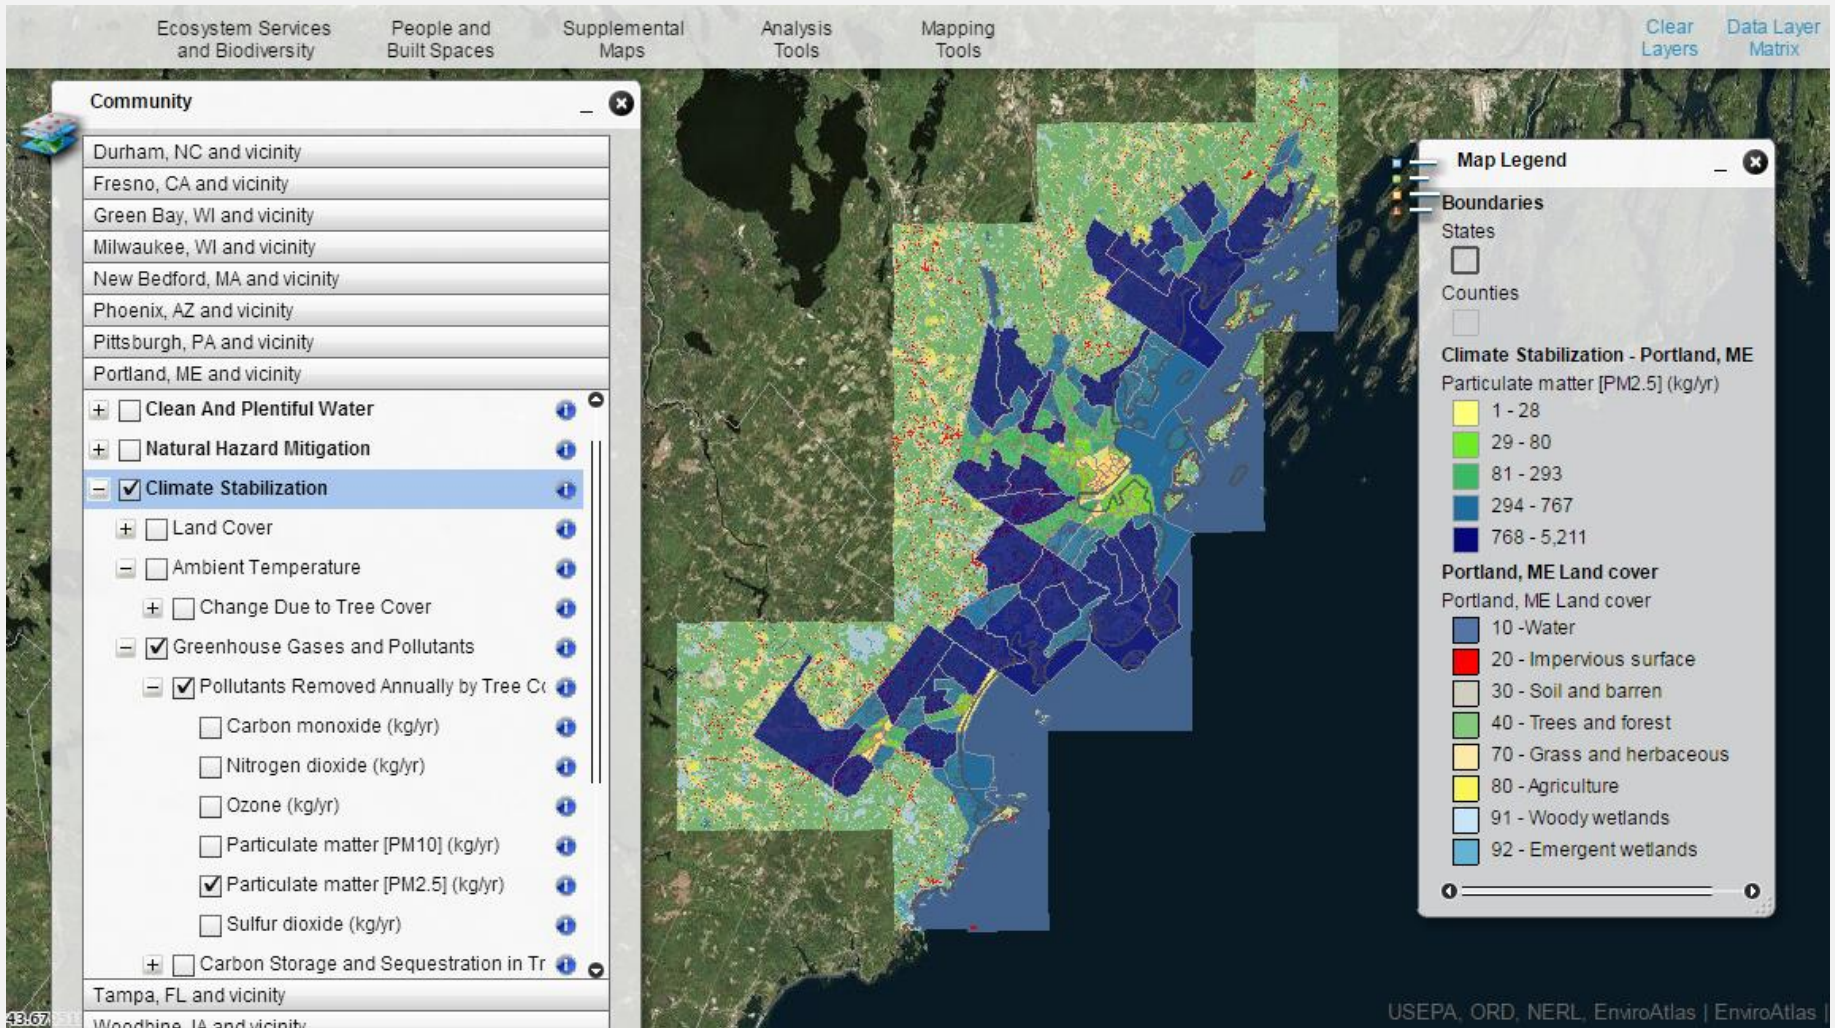 Ecosystem Services
and Biodiversity
People and
Built Spaces
Supplemental
Maps
Analysis
Tools
Mapping
Tools
Clear
Layers
Data Layer
Matrix
Community
Durham, NC and vicinity
Fresno, CA and vicinity
Green Bay, WI and vicinity
Milwaukee, WI and vicinity
New Bedford, MA and vicinity
Phoenix, AZ and vicinity
Pittsburgh, PA and vicinity
Portland, ME and vicinity
Clean And Plentiful Water
Natural Hazard Mitigation
Climate Stabilization
Land Cover
Ambient Temperature
Change Due to Tree Cover
Greenhouse Gases and Pollutants
Pollutants Removed Annually by Tree Co
Carbon monoxide (kg/yr)
Nitrogen dioxide (kg/yr)
Ozone (kg/yr)
Particulate matter [PM10] (kg/yr)
Particulate matter [PM2.5] (kg/yr)
Sulfur dioxide (kg/yr)
Carbon Storage and Sequestration in Tr
Tampa, FL and vicinity
Woodbine, IA and vicinity
43.67
Map Legend
Boundaries
States
Counties
Climate Stabilization - Portland, ME
Particulate matter [PM2.5] (kg/yr)
1 - 28
29 - 80
81 - 293
294 - 767
768 - 5,211
Portland, ME Land cover
Portland, ME Land cover
10 -Water
20 - Impervious surface
30 - Soil and barren
40 - Trees and forest
70 - Grass and herbaceous
80 - Agriculture
91 - Woody wetlands
92 - Emergent wetlands
USEPA, ORD, NERL, EnviroAtlas | EnviroAtlas |